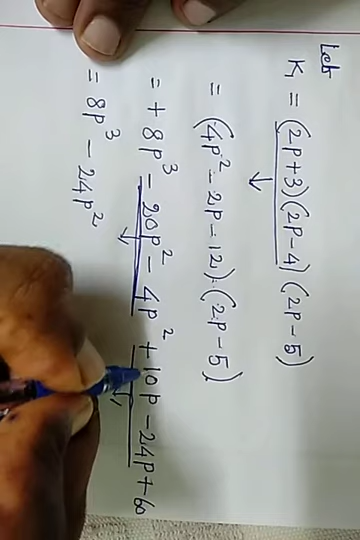 Let
K₁ = (2p+3)(2p-4)(2p-5)
= (4p² - 2p - 12)(2p-5)
= + 8p³ - 20p² - 4p² + 10p - 24p + 60
= 8p³ - 24p²